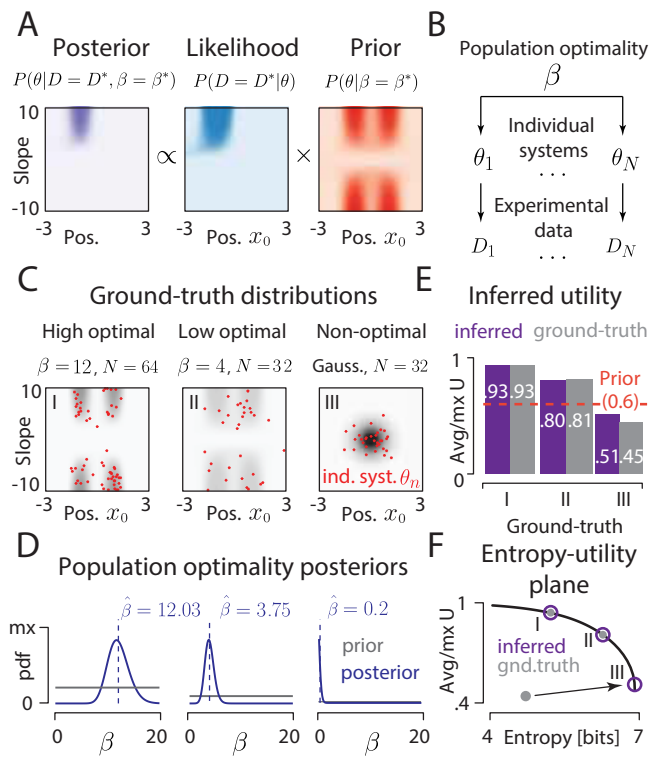 A
Posterior
Likelihood
Prior
P(θ|D = D*, β = β*)
P(D = D*|θ)
P(θ|β = β*)
10
Slope
-10
∝
×
-3 Pos. 3
Pos. x₀
-3 Pos. x₀ 3
B
Population optimality
β
Individual
systems
θ₁ ... θ_N
Experimental
data
D₁ ... D_N
C
Ground-truth distributions
High optimal
Low optimal
Non-optimal
β = 12, N = 64
β = 4, N = 32
Gauss., N = 32
10
Slope
-10
I
II
III
ind. syst. θₙ
-3 Pos. x₀ 3
Pos. x₀
-3 Pos. x₀ 3
D
Population optimality posteriors
β̂ = 12.03
β̂ = 3.75
β̂ = 0.2
mx
pdf
0
prior
posterior
0 β 20
0 β 20
0 β 20
E
Inferred utility
inferred ground-truth
1
Avg/mx U
0
.93 .93
.80 .81
.51 .45
Prior
(0.6)
I II III
Ground-truth
F
Entropy-utility
plane
1
Avg/mx U
.4
I
II
III
inferred
gnd.truth
4 Entropy [bits] 7